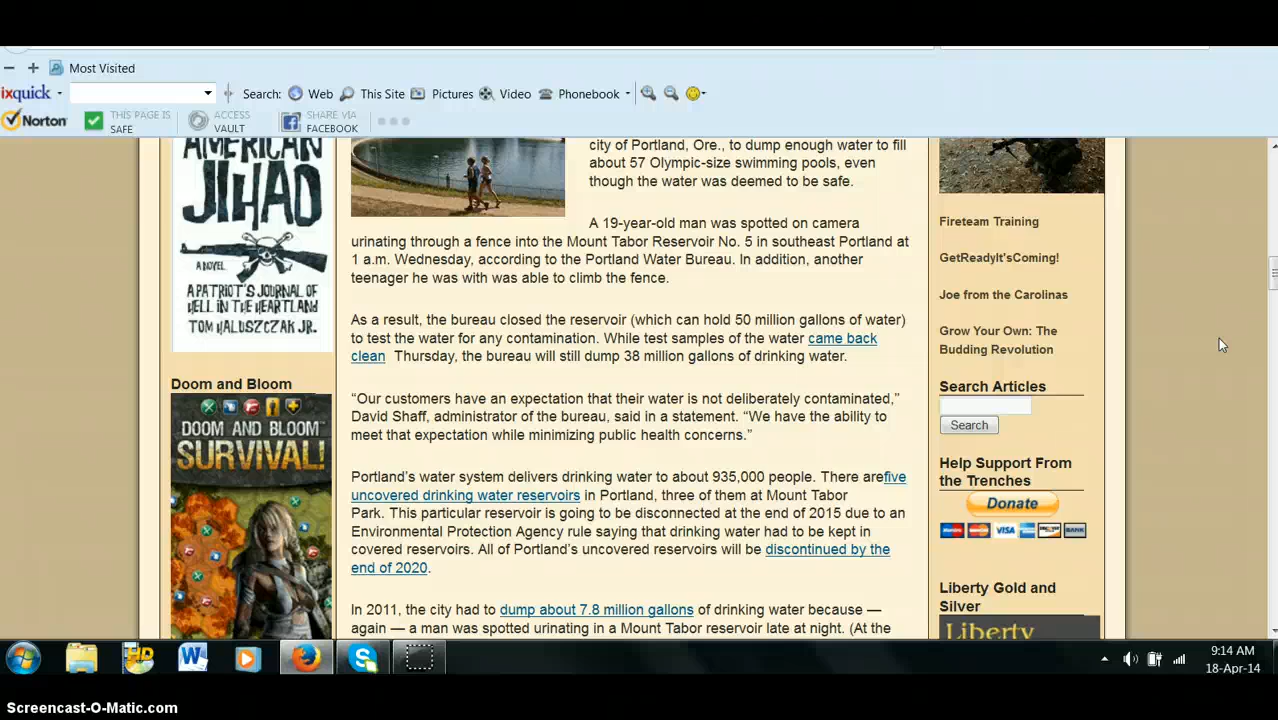 Most Visited
ixquick
Search:
Web
This Site
Pictures
Video
Phonebook
Norton
THIS PAGE IS
SAFE
ACCESS
VAULT
SHARE VIA
FACEBOOK
AMERICAN
JIHAD
A NOVEL
A PATRIOT'S JOURNAL OF
HELL IN THE HEARTLAND
TOM HALUSZCZAK JR.
Doom and Bloom
DOOM AND BLOOM™
SURVIVAL!
city of Portland, Ore., to dump enough water to fill
about 57 Olympic-size swimming pools, even
though the water was deemed to be safe.
A 19-year-old man was spotted on camera
urinating through a fence into the Mount Tabor Reservoir No. 5 in southeast Portland at
1 a.m. Wednesday, according to the Portland Water Bureau. In addition, another
teenager he was with was able to climb the fence.
As a result, the bureau closed the reservoir (which can hold 50 million gallons of water)
to test the water for any contamination. While test samples of the water came back
clean Thursday, the bureau will still dump 38 million gallons of drinking water.
“Our customers have an expectation that their water is not deliberately contaminated,”
David Shaff, administrator of the bureau, said in a statement. “We have the ability to
meet that expectation while minimizing public health concerns.”
Portland’s water system delivers drinking water to about 935,000 people. There arefive
uncovered drinking water reservoirs in Portland, three of them at Mount Tabor
Park. This particular reservoir is going to be disconnected at the end of 2015 due to an
Environmental Protection Agency rule saying that drinking water had to be kept in
covered reservoirs. All of Portland’s uncovered reservoirs will be discontinued by the
end of 2020.
In 2011, the city had to dump about 7.8 million gallons of drinking water because —
again — a man was spotted urinating in a Mount Tabor reservoir late at night. (At the
Fireteam Training
GetReadyIt'sComing!
Joe from the Carolinas
Grow Your Own: The
Budding Revolution
Search Articles
Search
Help Support From
the Trenches
Donate
VISA
BANK
Liberty Gold and
Silver
Liberty
9:14 AM
18-Apr-14
Screencast-O-Matic.com